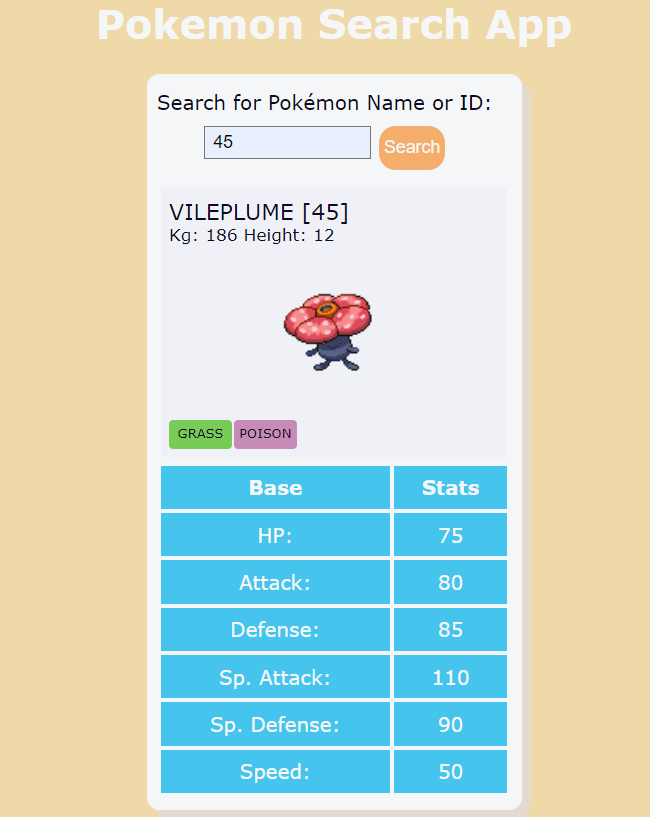 Pokemon Search App
Search for Pokémon Name or ID:
45 Search
VILEPLUME [45]
Kg: 186 Height: 12
GRASS POISON
Base Stats
HP: 75
Attack: 80
Defense: 85
Sp. Attack: 110
Sp. Defense: 90
Speed: 50